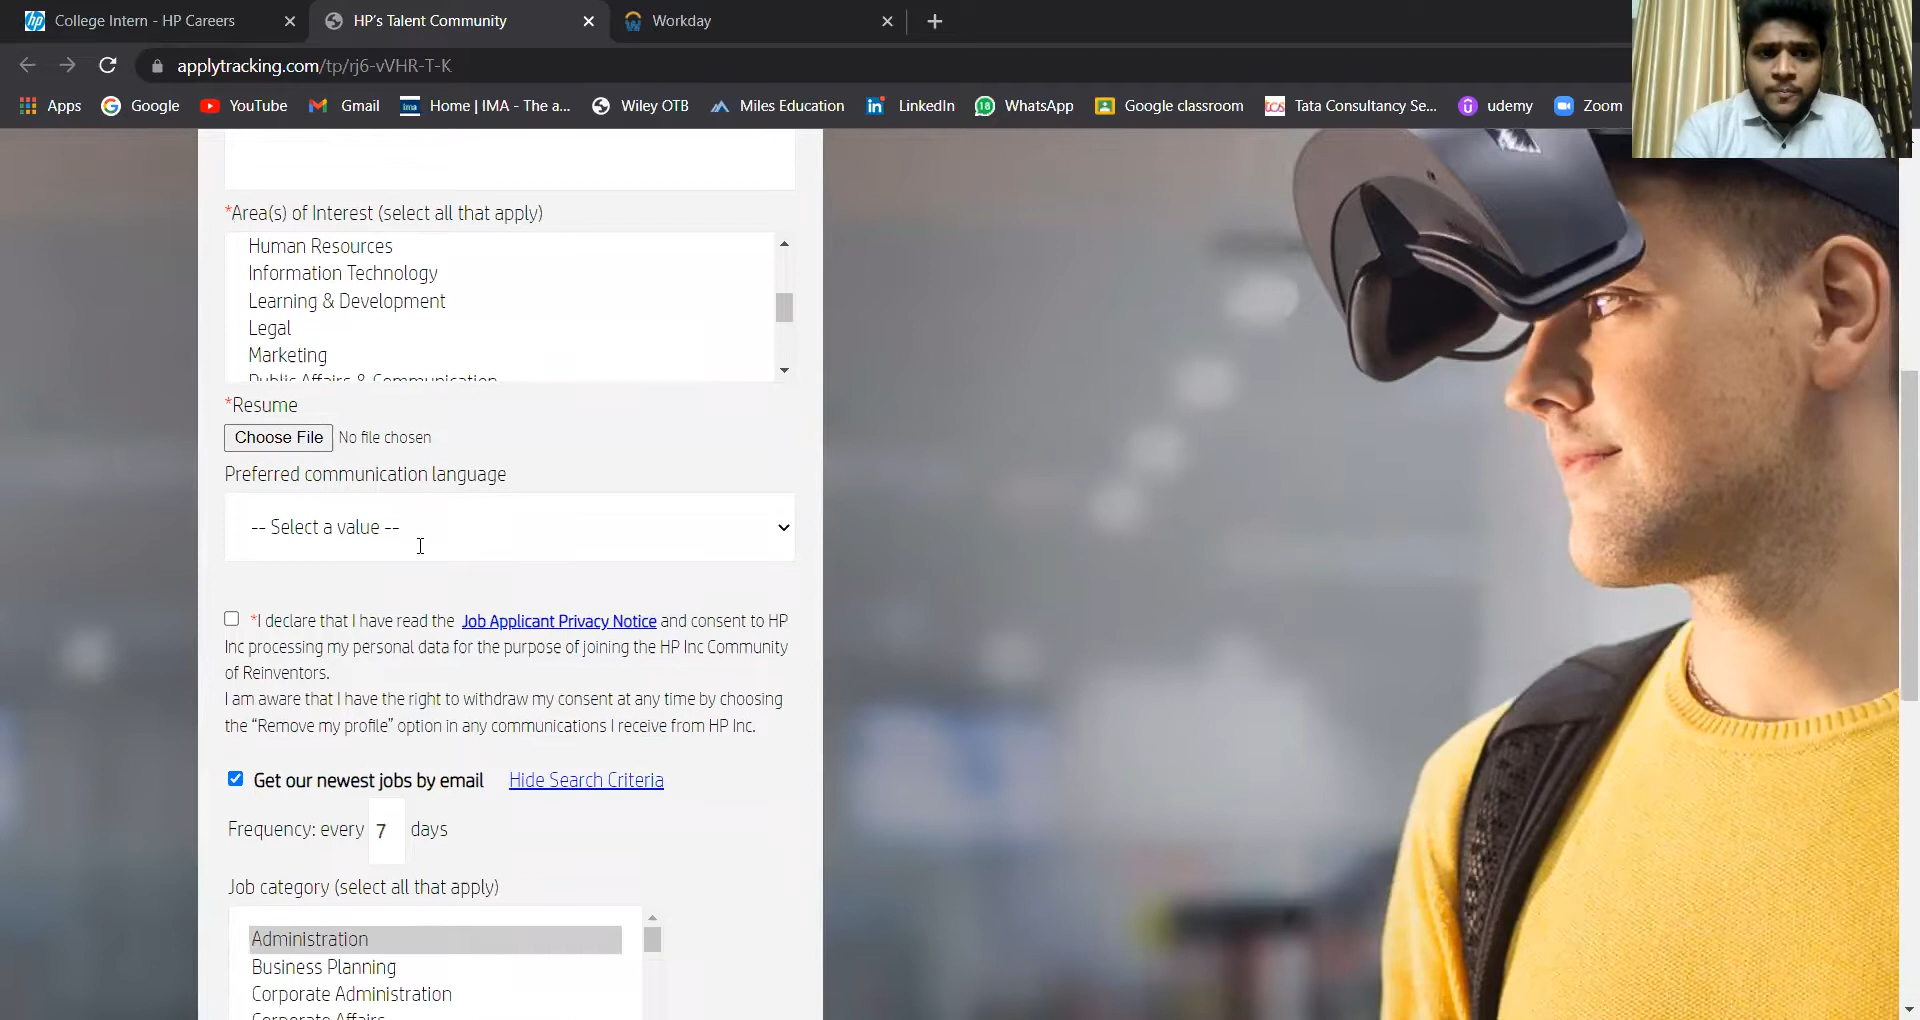 College Intern - HP Careers
HP's Talent Community
Workday
applytracking.com/tp/rj6-vVHR-T-K
Apps
Google
YouTube
Gmail
Home | IMA - The a...
Wiley OTB
Miles Education
LinkedIn
WhatsApp
Google classroom
Tata Consultancy Se...
udemy
Zoom
*Area(s) of Interest (select all that apply)
Human Resources
Information Technology
Learning & Development
Legal
Marketing
Public Affairs & Communication
*Resume
Choose File No file chosen
Preferred communication language
-- Select a value --
*I declare that I have read the Job Applicant Privacy Notice and consent to HP
Inc processing my personal data for the purpose of joining the HP Inc Community
of Reinventors.
I am aware that I have the right to withdraw my consent at any time by choosing
the “Remove my profile” option in any communications I receive from HP Inc.
Get our newest jobs by email Hide Search Criteria
Frequency: every 7 days
Job category (select all that apply)
Administration
Business Planning
Corporate Administration
Corporate Affairs